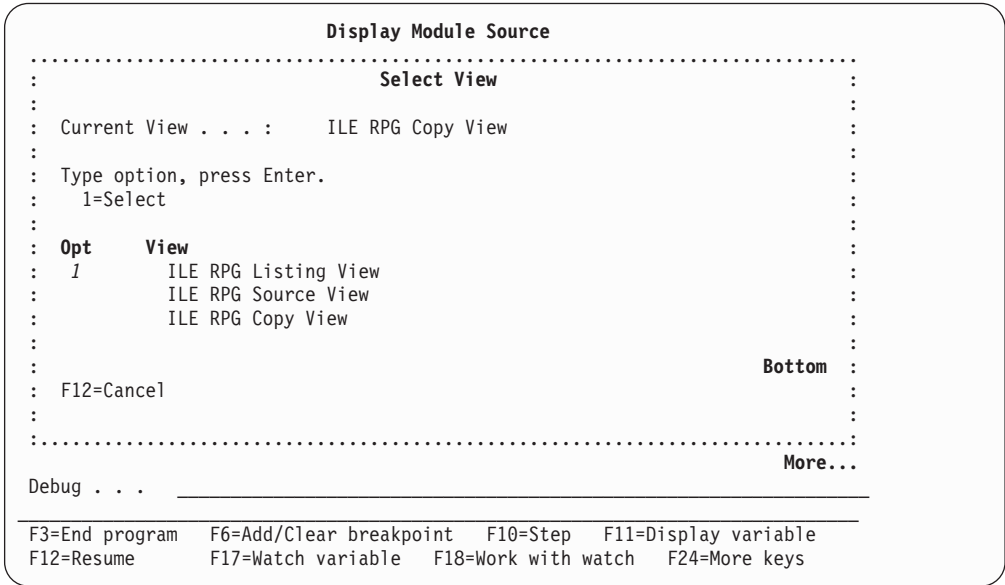 Display Module Source
................................................................................
: Select View :
: :
: Current View . . . : ILE RPG Copy View :
: :
: Type option, press Enter. :
: 1=Select :
: :
: Opt View :
: 1 ILE RPG Listing View :
: ILE RPG Source View :
: ILE RPG Copy View :
: :
: Bottom :
: F12=Cancel :
: :
:..............................................................................:
More...
Debug . . . _________________________________________________________________
_______________________________________________________________________________
F3=End program F6=Add/Clear breakpoint F10=Step F11=Display variable
F12=Resume F17=Watch variable F18=Work with watch F24=More keys